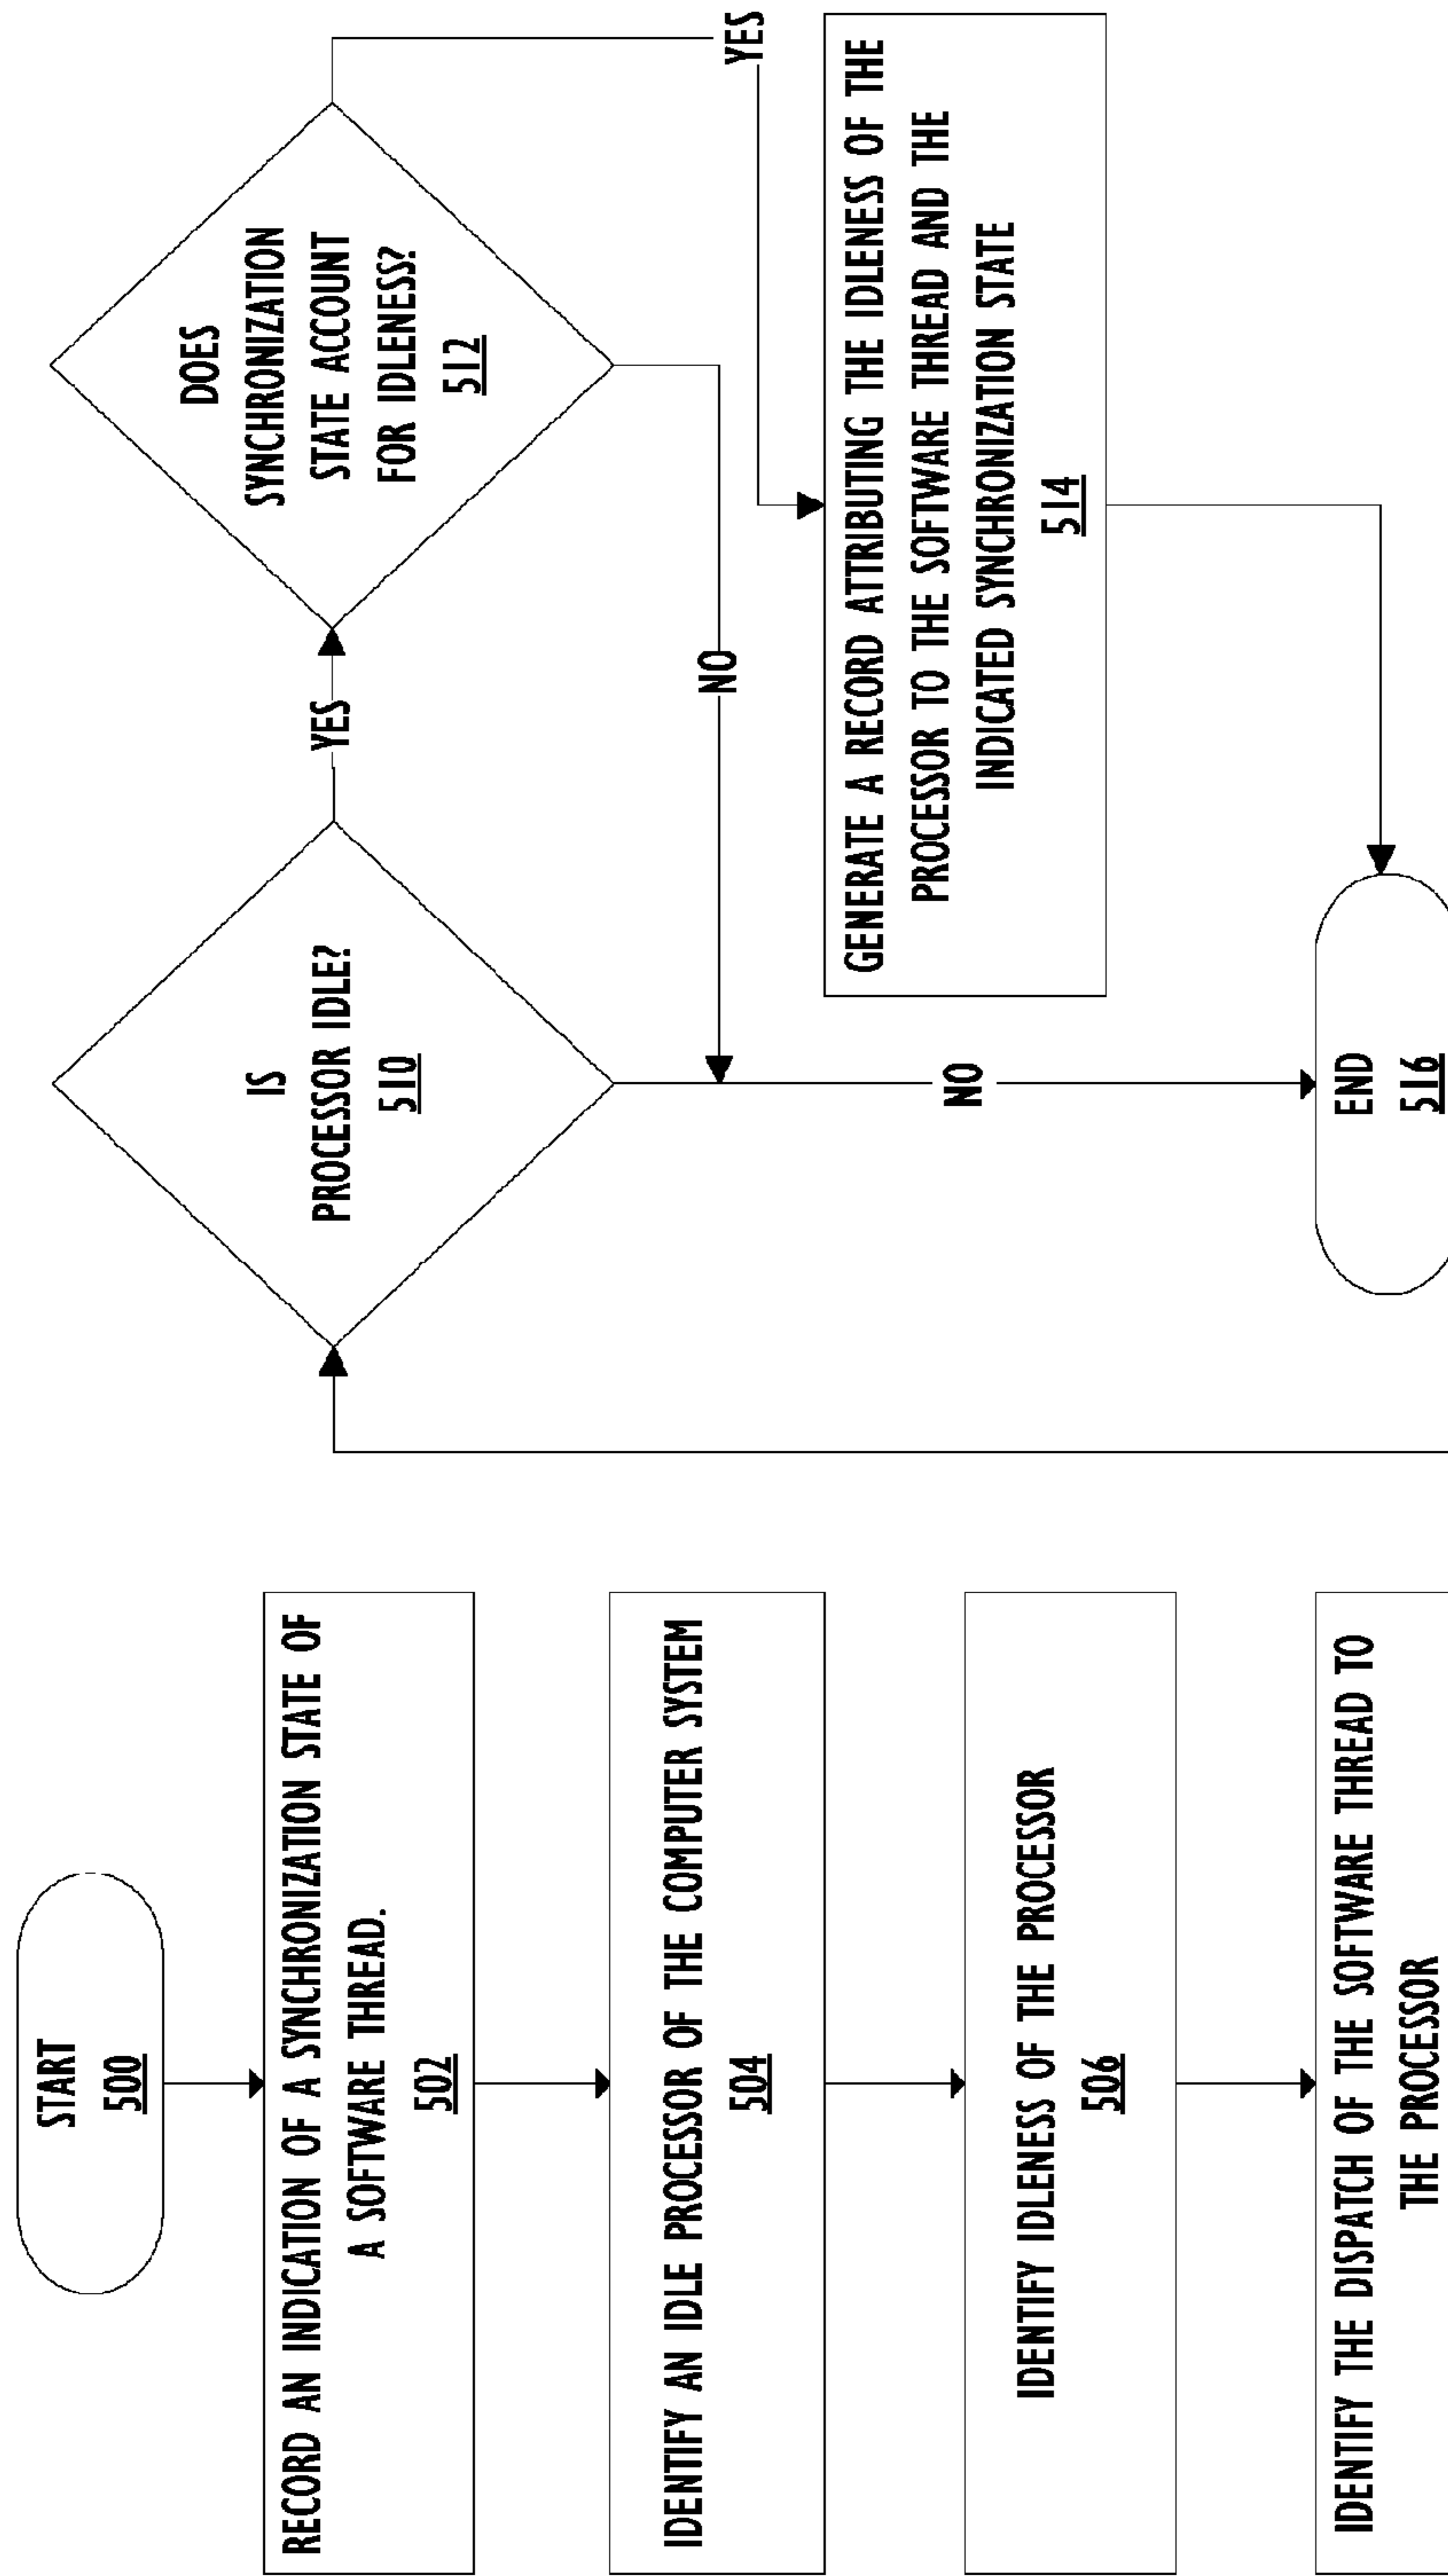 START
500
RECORD AN INDICATION OF A SYNCHRONIZATION STATE OF
A SOFTWARE THREAD.
502
IDENTIFY AN IDLE PROCESSOR OF THE COMPUTER SYSTEM
504
IDENTIFY IDLENESS OF THE PROCESSOR
506
IDENTIFY THE DISPATCH OF THE SOFTWARE THREAD TO
THE PROCESSOR
IS
PROCESSOR IDLE?
510
YES
NO
DOES
SYNCHRONIZATION
STATE ACCOUNT
FOR IDLENESS?
512
NO
YES
GENERATE A RECORD ATTRIBUTING THE IDLENESS OF THE
PROCESSOR TO THE SOFTWARE THREAD AND THE
INDICATED SYNCHRONIZATION STATE
514
END
516